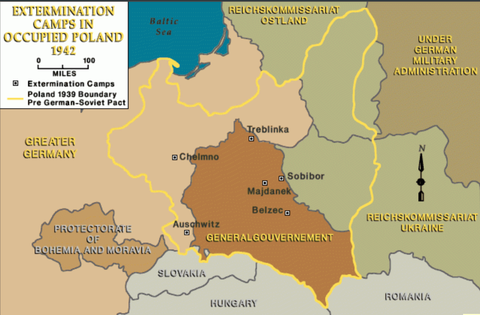 EXTERMINATION
CAMPS IN
OCCUPIED POLAND
1942
0 100
MILES
Extermination Camps
Poland 1939 Boundary
Pre German-Soviet Pact
Baltic
Sea
REICHSKOMMISSARIAT
OSTLAND
UNDER
GERMAN
MILITARY
ADMINISTRATION
GREATER
GERMANY
Treblinka
Chelmno
Sobibor
Majdanek
Belzec
N
Auschwitz
GENERALGOUVERNEMENT
REICHSKOMMISSARIAT
UKRAINE
PROTECTORATE
OF
BOHEMIA AND MORAVIA
SLOVAKIA
HUNGARY
ROMANIA